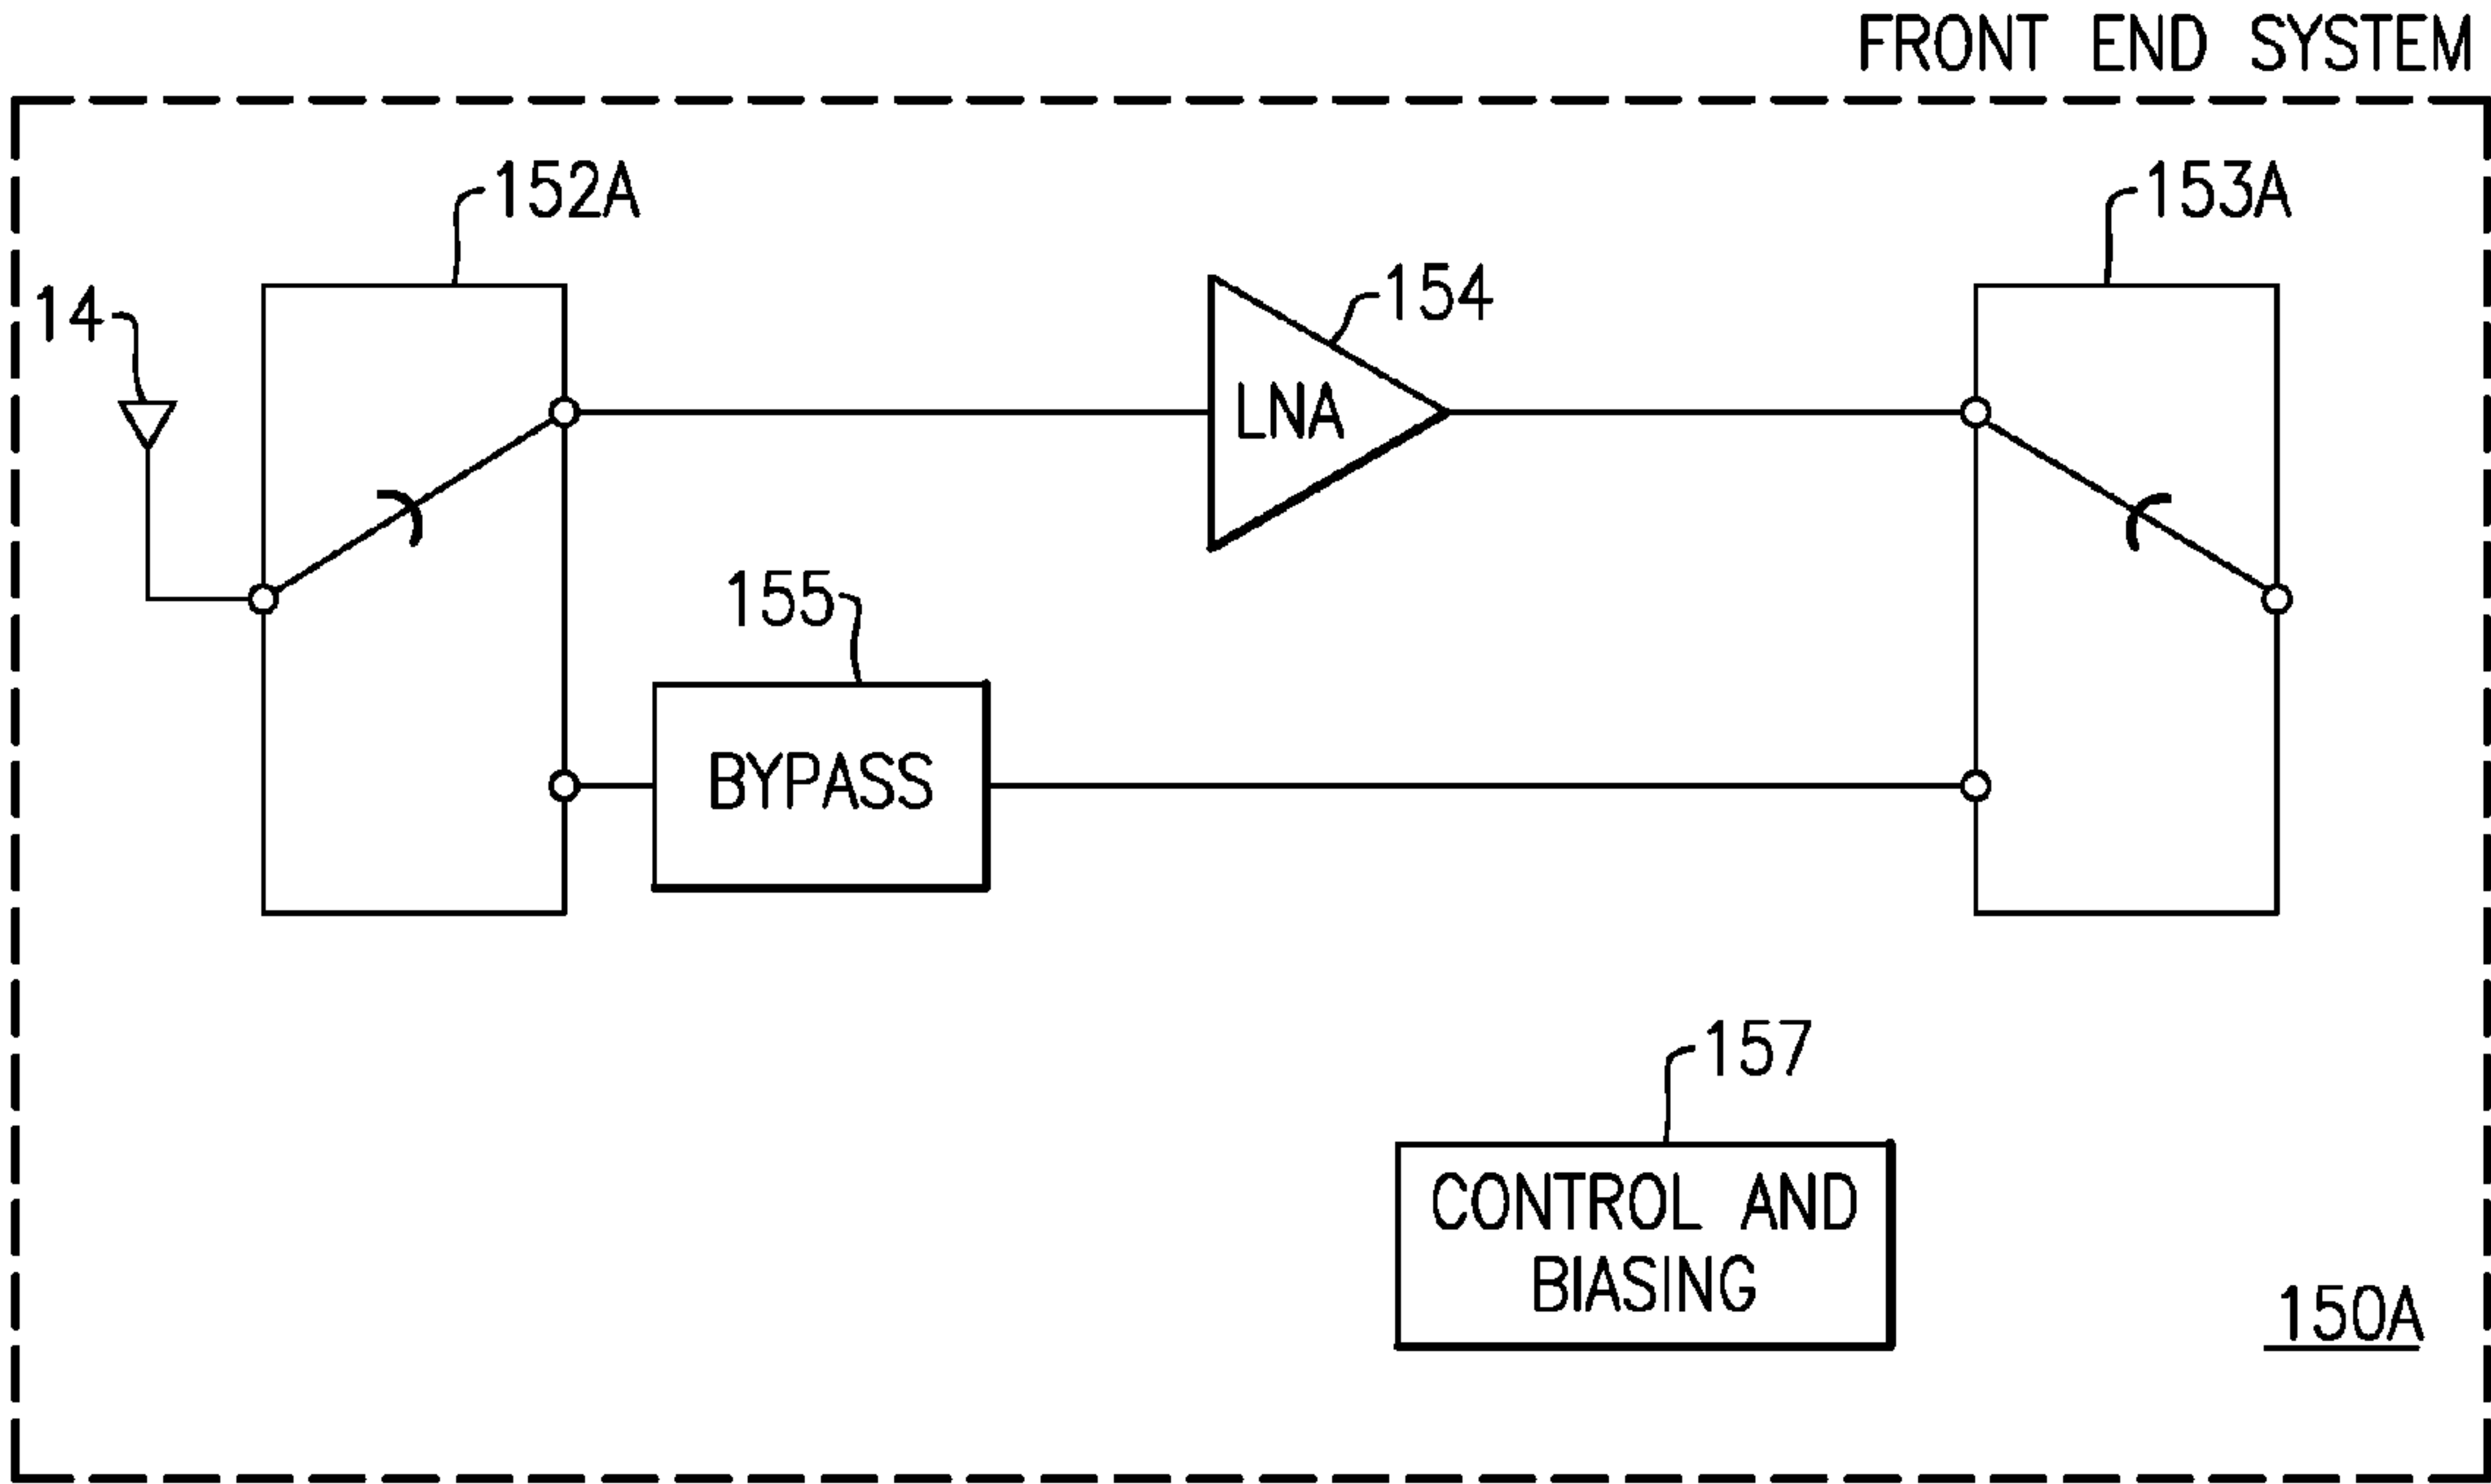 FRONT END SYSTEM
152A
153A
14
154
LNA
155
BYPASS
157
CONTROL AND
BIASING
150A